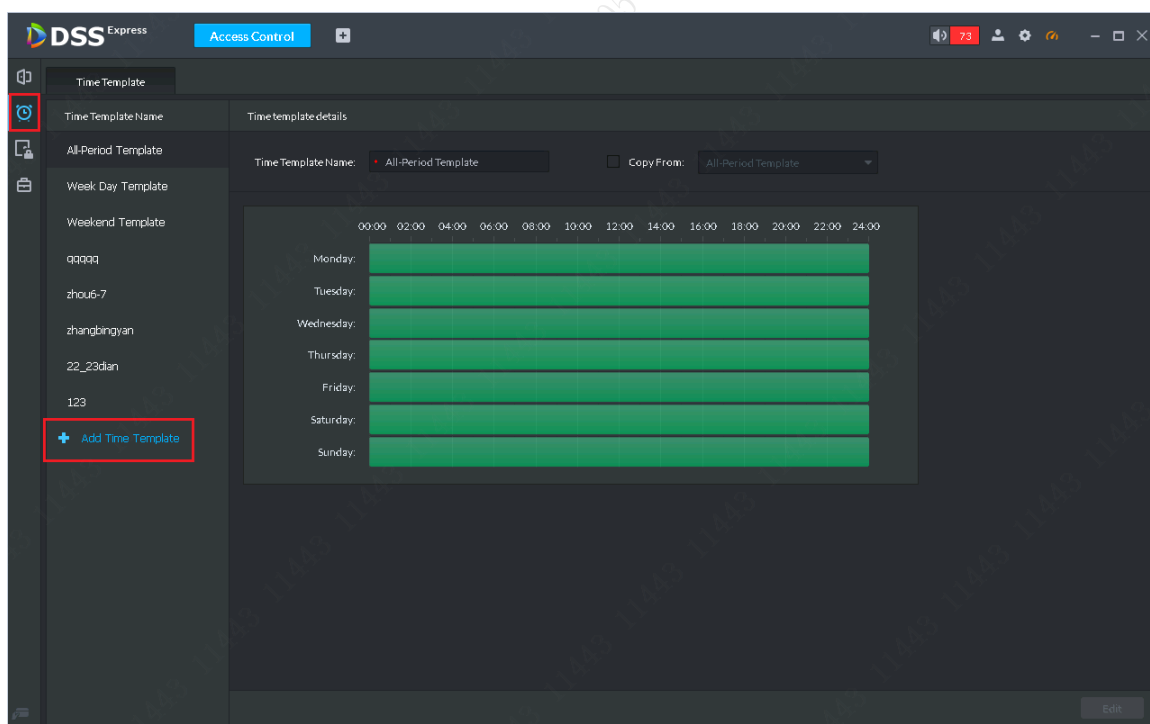 DSS Express
Access Control
73
Time Template
Time Template Name
Time template details
All-Period Template
Week Day Template
Weekend Template
qqqqq
zhou6-7
zhangbingyan
22_23dian
123
Add Time Template
Time Template Name: * All-Period Template
Copy From: All-Period Template
00:00 02:00 04:00 06:00 08:00 10:00 12:00 14:00 16:00 18:00 20:00 22:00 24:00
Monday:
Tuesday:
Wednesday:
Thursday:
Friday:
Saturday:
Sunday:
Edit